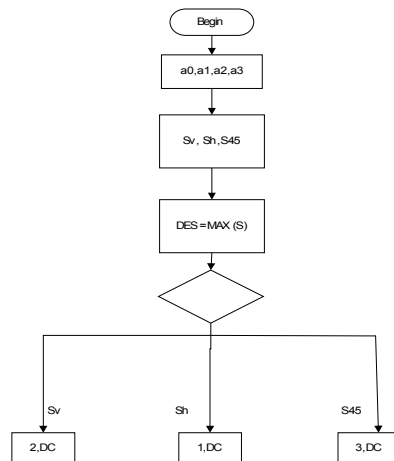 Begin
a0,a1,a2,a3
Sv, Sh,S45
DES=MAX (S)
Sv
Sh
S45
2,DC
1,DC
3,DC